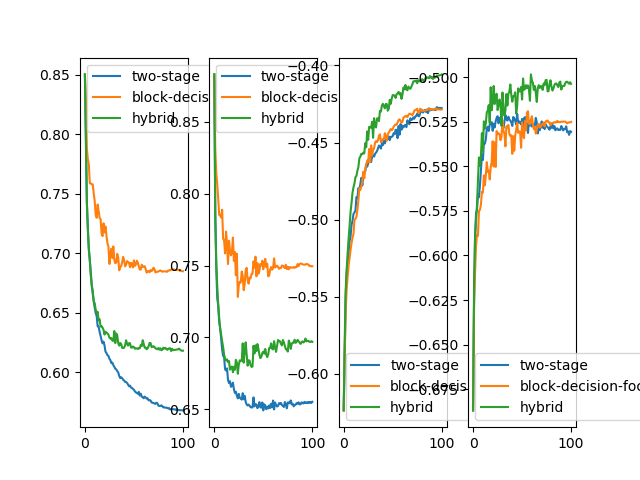 two-stage
block-decis
hybrid
0.85
0.80
0.75
0.70
0.65
0.60
0 100
two-stage
block-decis
hybrid
0.85
0.80
0.75
0.70
0.65
0 100
−0.40
−0.45
−0.50
−0.55
−0.60
two-stage
block-decis
hybrid
0 100
−0.500
−0.525
−0.550
−0.575
−0.600
−0.625
−0.650
−0.675
two-stage
block-decision-foc
hybrid
0 100